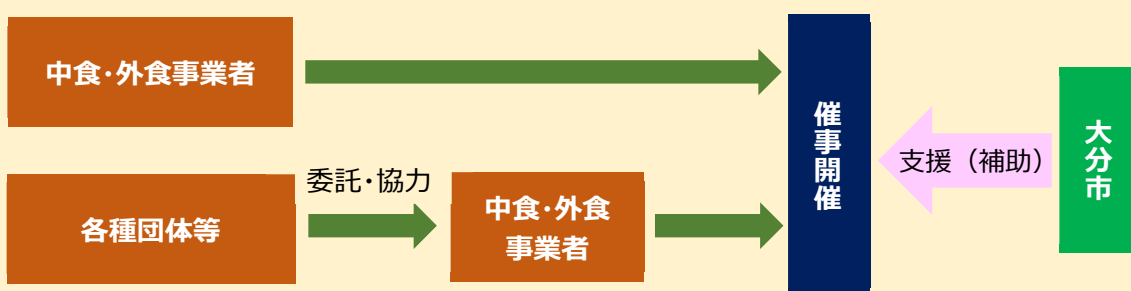 中食・外食事業者
各種団体等
委託・協力
中食・外食
事業者
催事開催
支援（補助）
大分市